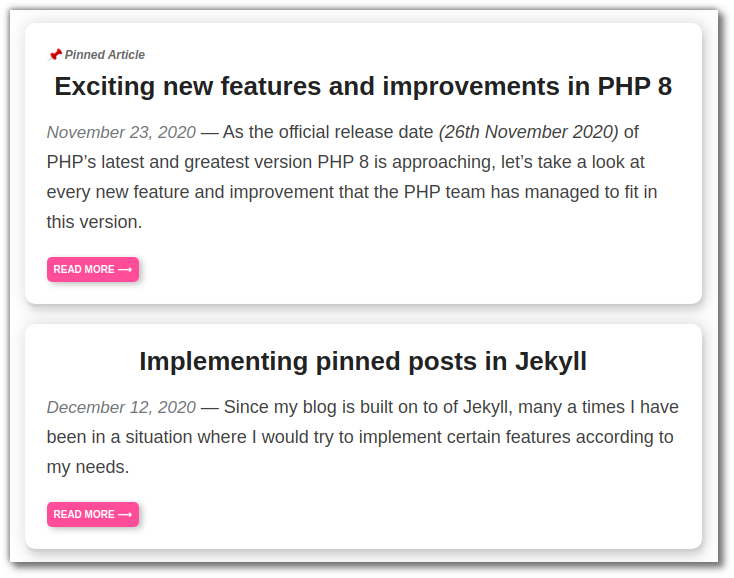 📌 Pinned Article
Exciting new features and improvements in PHP 8
November 23, 2020 — As the official release date (26th November 2020) of
PHP’s latest and greatest version PHP 8 is approaching, let’s take a look at
every new feature and improvement that the PHP team has managed to fit in
this version.
READ MORE ⟶
Implementing pinned posts in Jekyll
December 12, 2020 — Since my blog is built on to of Jekyll, many a times I have
been in a situation where I would try to implement certain features according to
my needs.
READ MORE ⟶